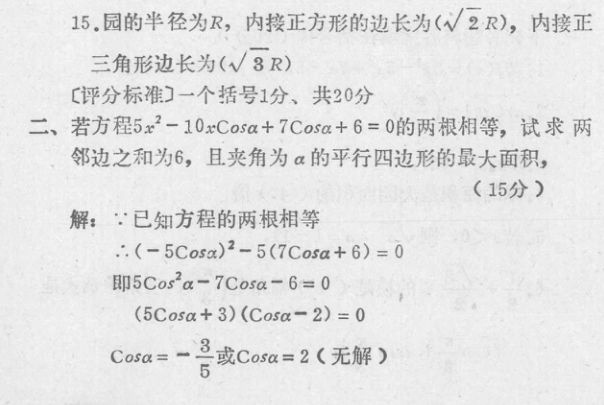 15.园的半径为R，内接正方形的边长为(√2R)，内接正
三角形边长为(√3R)
〔评分标准〕一个括号1分、共20分
二、若方程5x²－10xCosα＋7Cosα＋6＝0的两根相等，试求两
邻边之和为6，且夹角为α的平行四边形的最大面积，
（15分）
解：∵已知方程的两根相等
∴(－5Cosα)²－5(7Cosα＋6)＝0
即5Cos²α－7Cosα－6＝0
(5Cosα＋3)(Cosα－2)＝0
Cosα＝－3/5或Cosα＝2（无解）